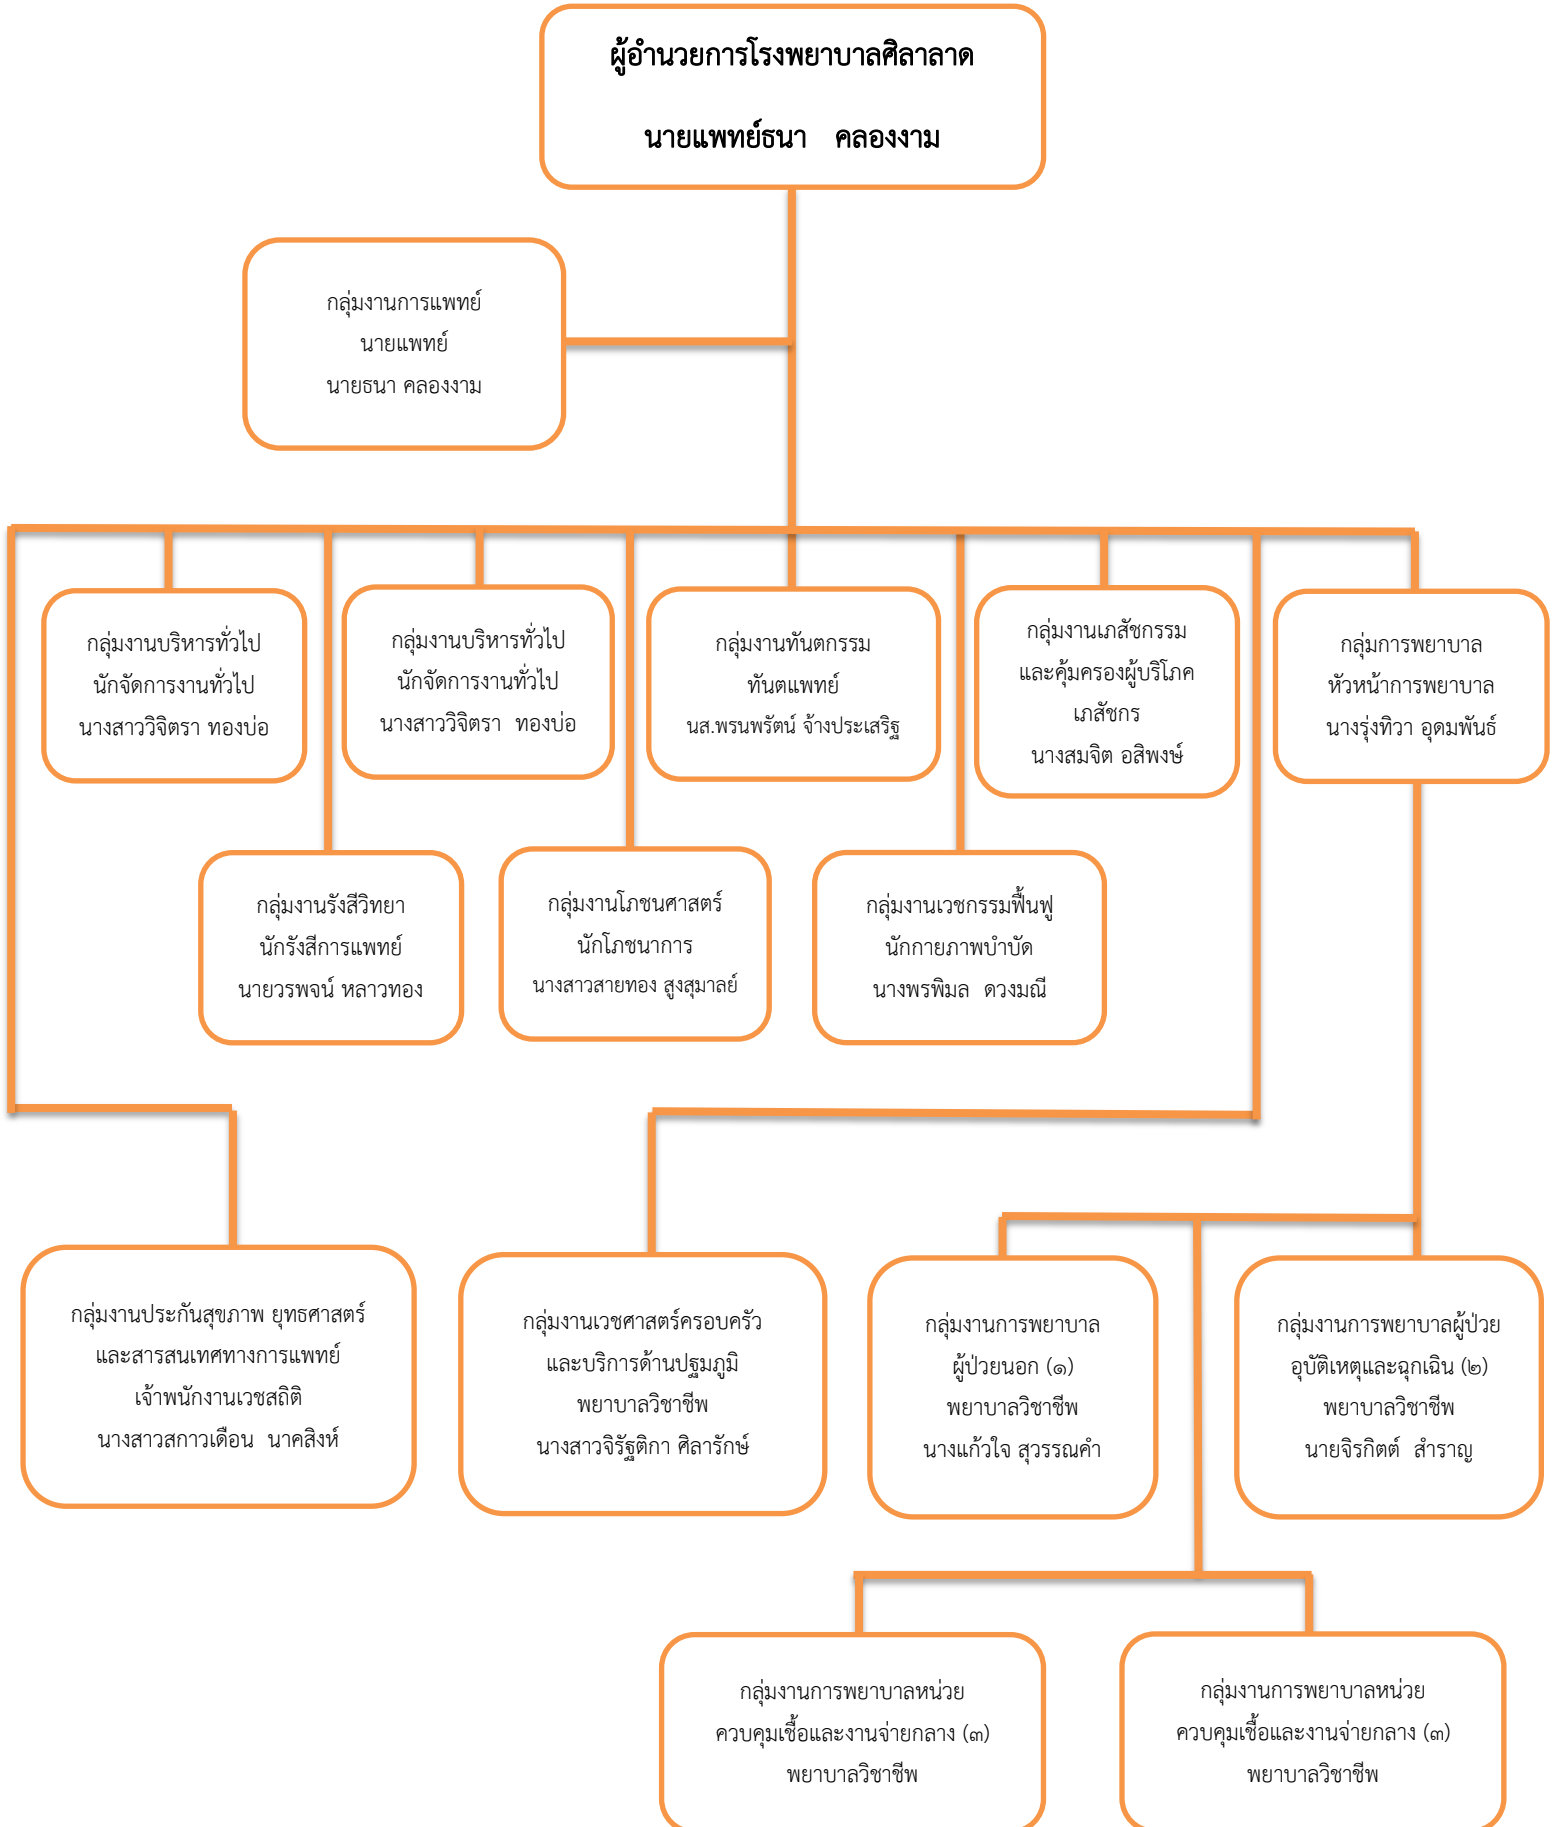 ผู้อำนวยการโรงพยาบาลศิลาลาด
นายแพทย์ธนา คลองงาม
กลุ่มงานการแพทย์
นายแพทย์
นายธนา คลองงาม
กลุ่มงานบริหารทั่วไป
นักจัดการงานทั่วไป
นางสาววิจิตรา ทองบ่อ
กลุ่มงานบริหารทั่วไป
นักจัดการงานทั่วไป
นางสาววิจิตรา ทองบ่อ
กลุ่มงานทันตกรรม
ทันตแพทย์
นส.พรนพรัตน์ จ้างประเสริฐ
กลุ่มงานเภสัชกรรม
และคุ้มครองผู้บริโภค
เภสัชกร
นางสมจิต อสิพงษ์
กลุ่มการพยาบาล
หัวหน้าการพยาบาล
นางรุ่งทิวา อุดมพันธ์
กลุ่มงานรังสีวิทยา
นักรังสีการแพทย์
นายวรพจน์ หลาวทอง
กลุ่มงานโภชนศาสตร์
นักโภชนาการ
นางสาวสายทอง สูงสุมาลย์
กลุ่มงานเวชกรรมฟื้นฟู
นักกายภาพบำบัด
นางพรพิมล ดวงมณี
กลุ่มงานประกันสุขภาพ ยุทธศาสตร์
และสารสนเทศทางการแพทย์
เจ้าพนักงานเวชสถิติ
นางสาวสกาวเดือน นาคสิงห์
กลุ่มงานเวชศาสตร์ครอบครัว
และบริการด้านปฐมภูมิ
พยาบาลวิชาชีพ
นางสาวจิรัฐติกา ศิลารักษ์
กลุ่มงานการพยาบาล
ผู้ป่วยนอก (๑)
พยาบาลวิชาชีพ
นางแก้วใจ สุวรรณคำ
กลุ่มงานการพยาบาลผู้ป่วย
อุบัติเหตุและฉุกเฉิน (๒)
พยาบาลวิชาชีพ
นายจิรกิตต์ สำราญ
กลุ่มงานการพยาบาลหน่วย
ควบคุมเชื้อและงานจ่ายกลาง (๓)
พยาบาลวิชาชีพ
กลุ่มงานการพยาบาลหน่วย
ควบคุมเชื้อและงานจ่ายกลาง (๓)
พยาบาลวิชาชีพ